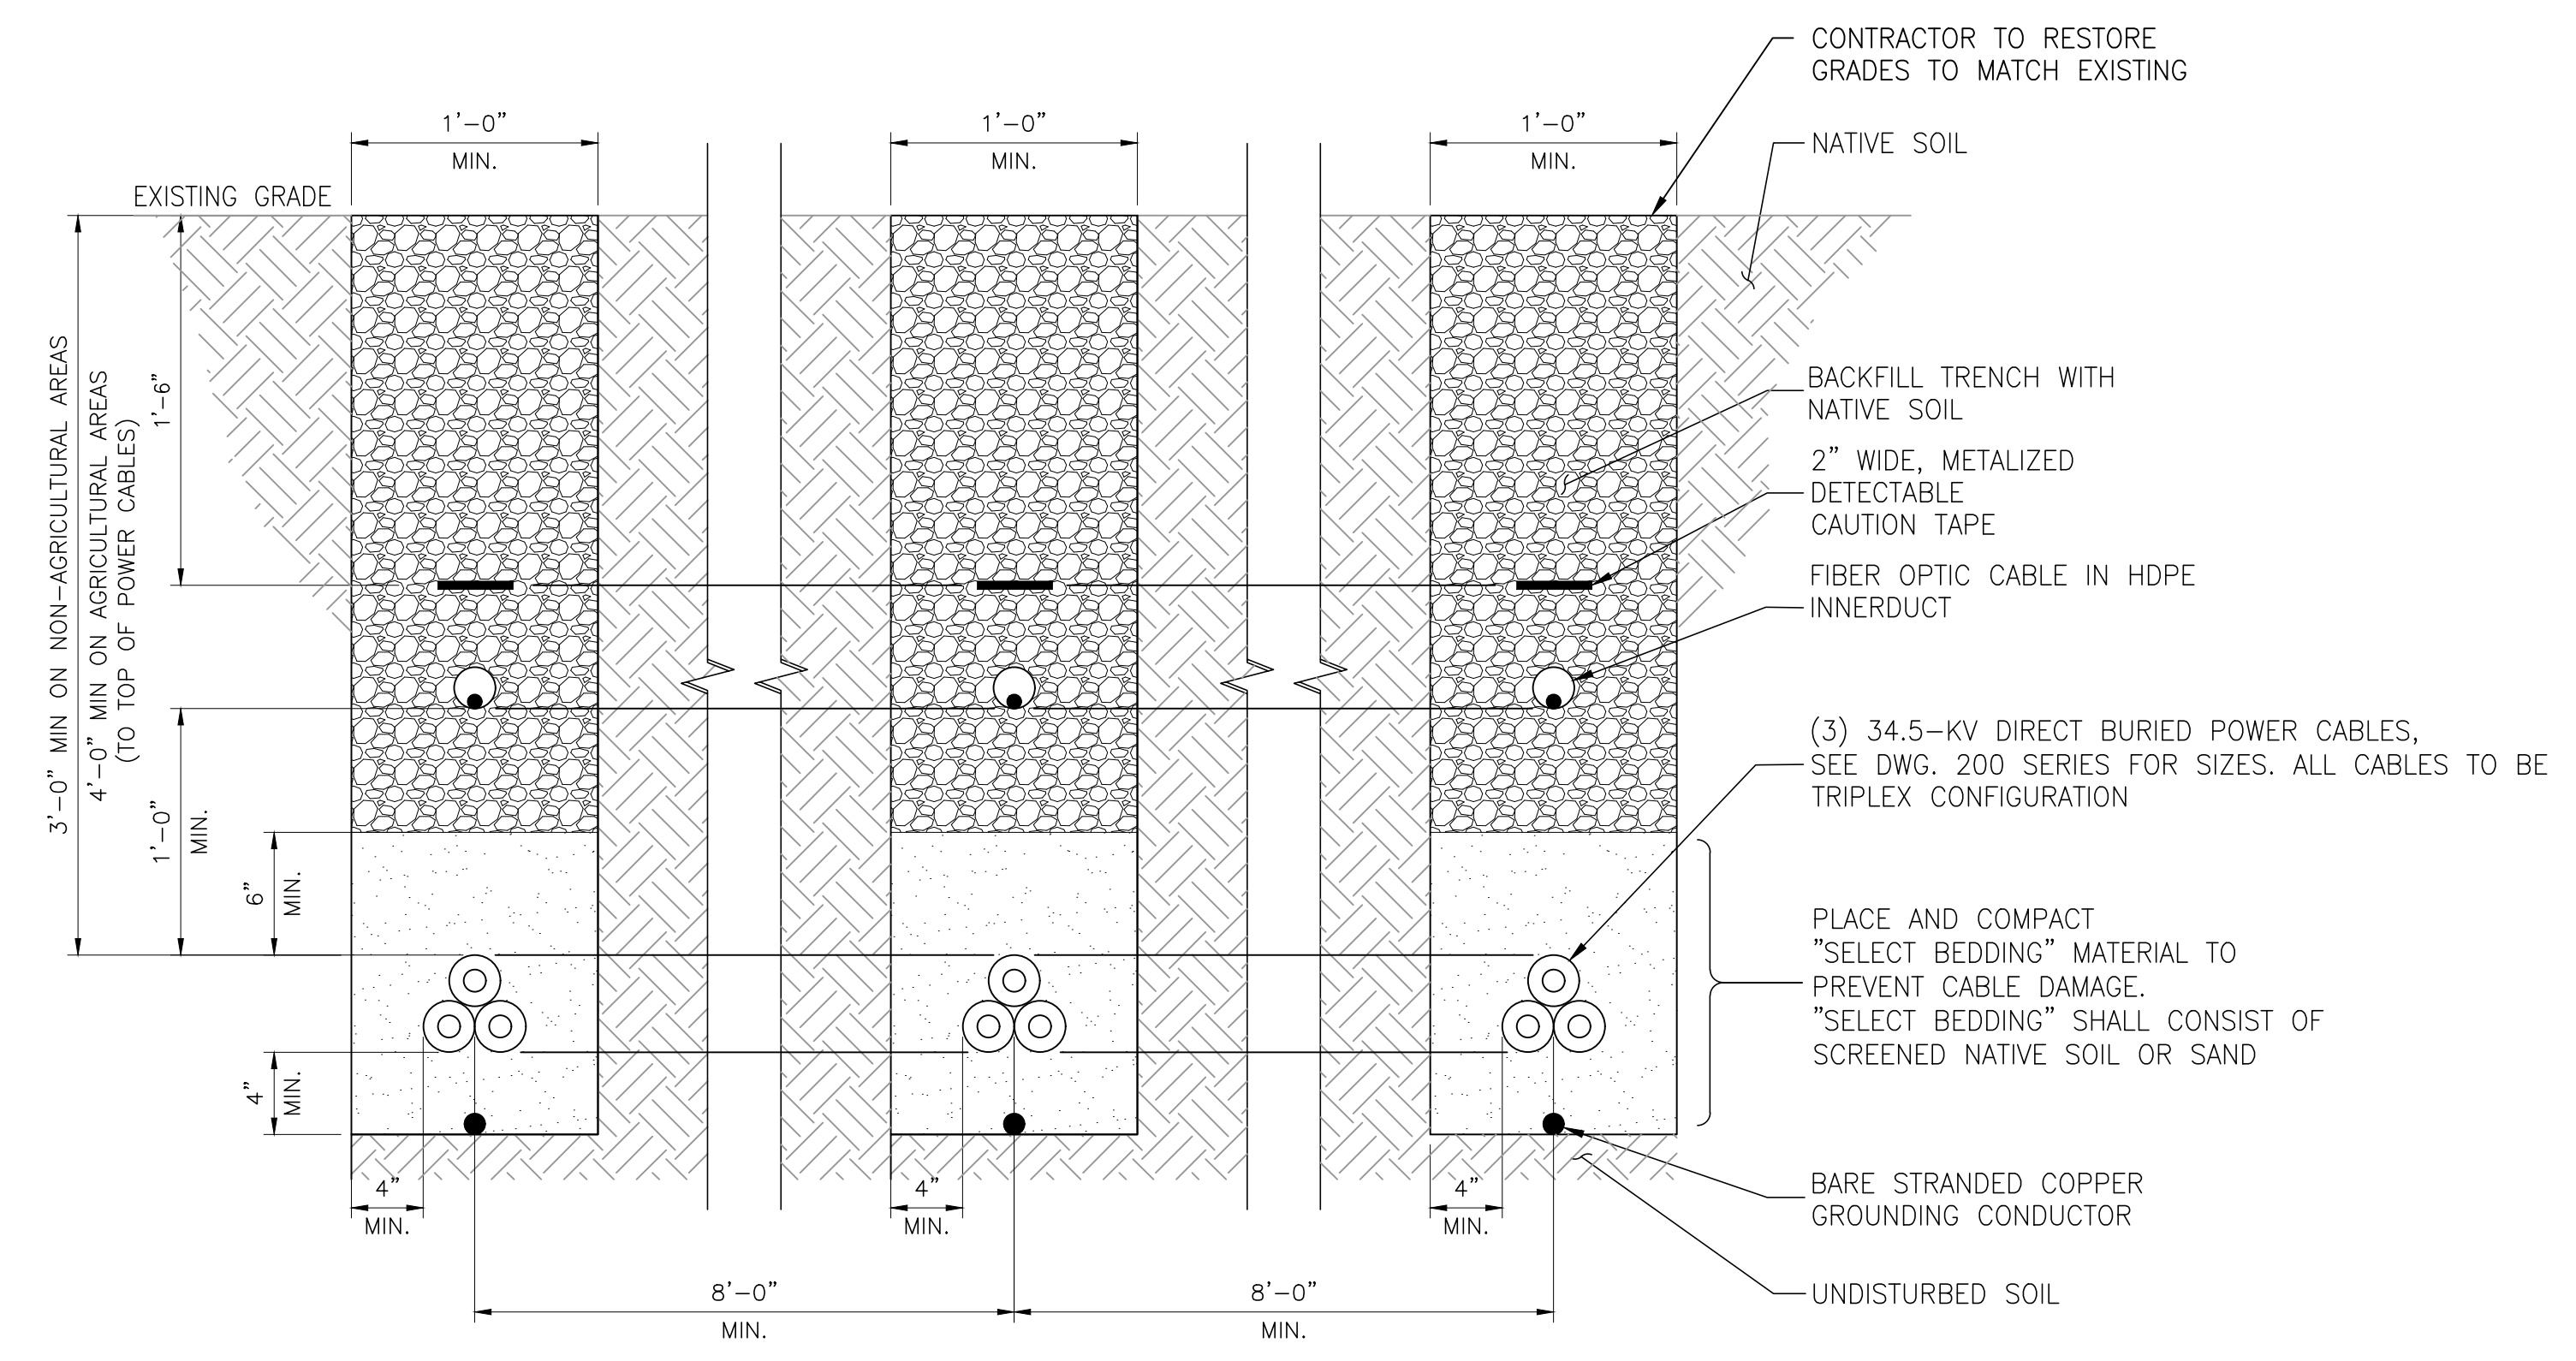 CONTRACTOR TO RESTORE
GRADES TO MATCH EXISTING
1'-0"
MIN.
1'-0"
MIN.
1'-0"
MIN.
NATIVE SOIL
EXISTING GRADE
3'-0" MIN ON NON-AGRICULTURAL AREAS
4'-0" MIN ON AGRICULTURAL AREAS
(TO TOP OF POWER CABLES)
1'-6"
BACKFILL TRENCH WITH
NATIVE SOIL
2" WIDE, METALIZED
DETECTABLE
CAUTION TAPE
FIBER OPTIC CABLE IN HDPE
INNERDUCT
(3) 34.5-KV DIRECT BURIED POWER CABLES,
SEE DWG. 200 SERIES FOR SIZES. ALL CABLES TO BE
TRIPLEX CONFIGURATION
1'-0"
MIN.
6"
MIN.
PLACE AND COMPACT
"SELECT BEDDING" MATERIAL TO
PREVENT CABLE DAMAGE.
"SELECT BEDDING" SHALL CONSIST OF
SCREENED NATIVE SOIL OR SAND
4"
MIN.
4"
MIN.
4"
MIN.
4"
MIN.
BARE STRANDED COPPER
GROUNDING CONDUCTOR
8'-0"
MIN.
8'-0"
MIN.
UNDISTURBED SOIL